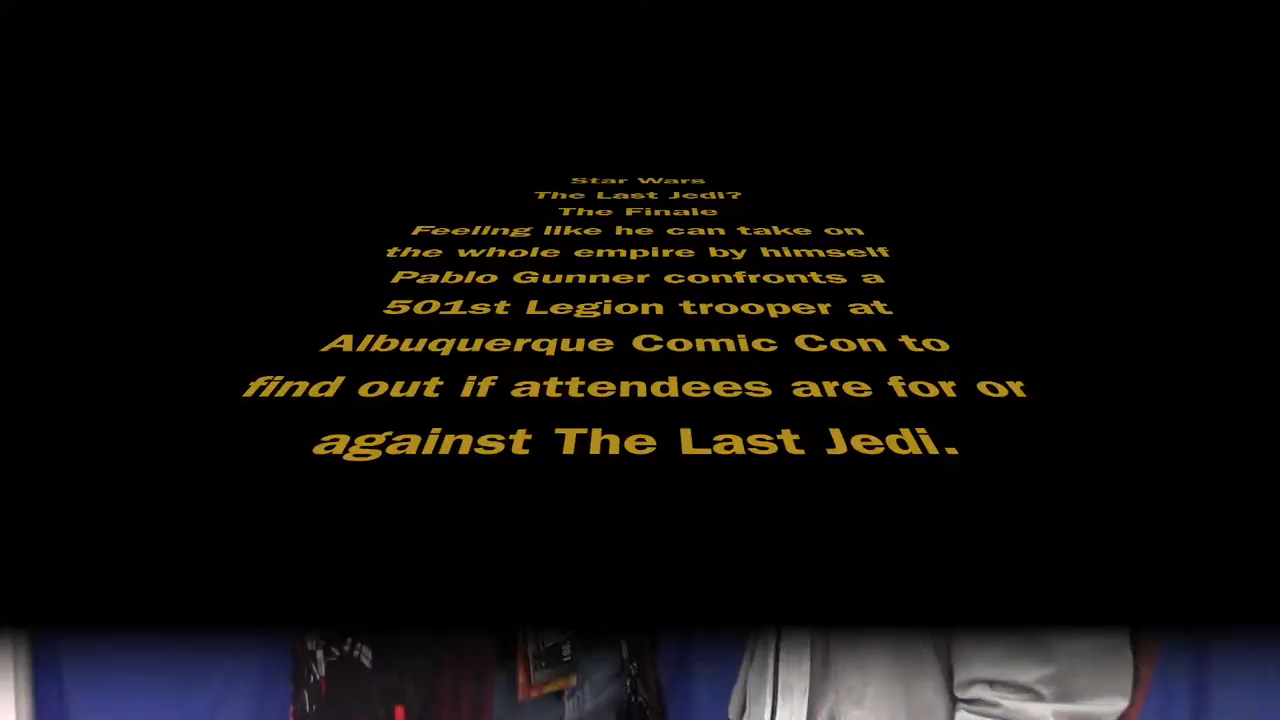 Star Wars
The Last Jedi?
The Finale
Feeling like he can take on
the whole empire by himself
Pablo Gunner confronts a
501st Legion trooper at
Albuquerque Comic Con to
find out if attendees are for or
against The Last Jedi.